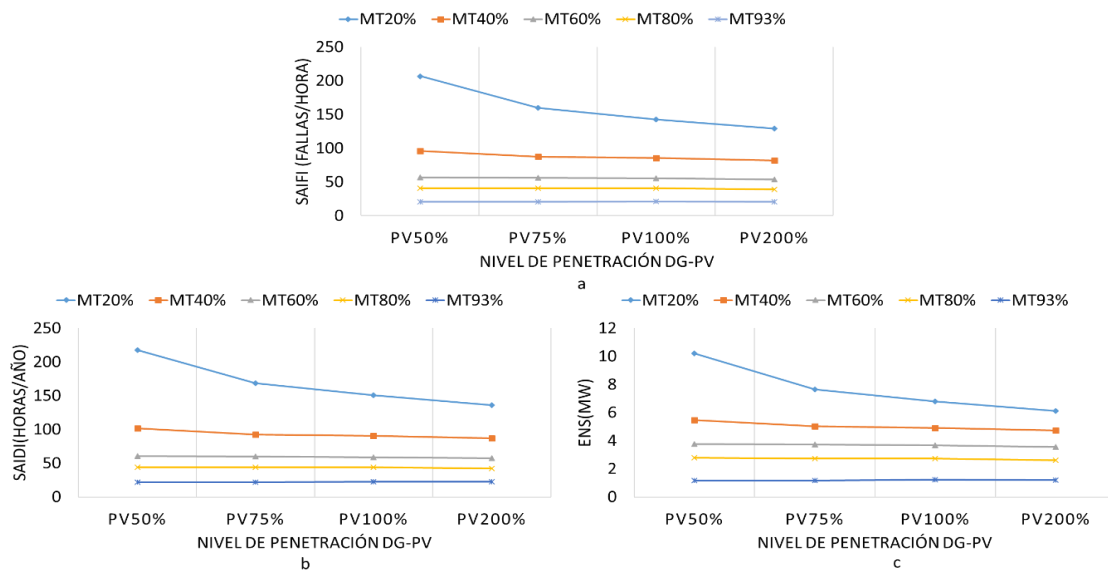 MT20% MT40% MT60% MT80% MT93%
250
200
150
100
50
0
SAIFI (FALLAS/HORA)
PV50% PV75% PV100% PV200%
NIVEL DE PENETRACIÓN DG-PV
a
MT20% MT40% MT60% MT80% MT93%
250
200
150
100
50
0
SAIDI(HORAS/AÑO)
PV50% PV75% PV100% PV200%
NIVEL DE PENETRACIÓN DG-PV
b
MT20% MT40% MT60% MT80% MT93%
12
10
8
6
4
2
0
ENS(MW)
PV50% PV75% PV100% PV200%
NIVEL DE PENETRACIÓN DG-PV
c